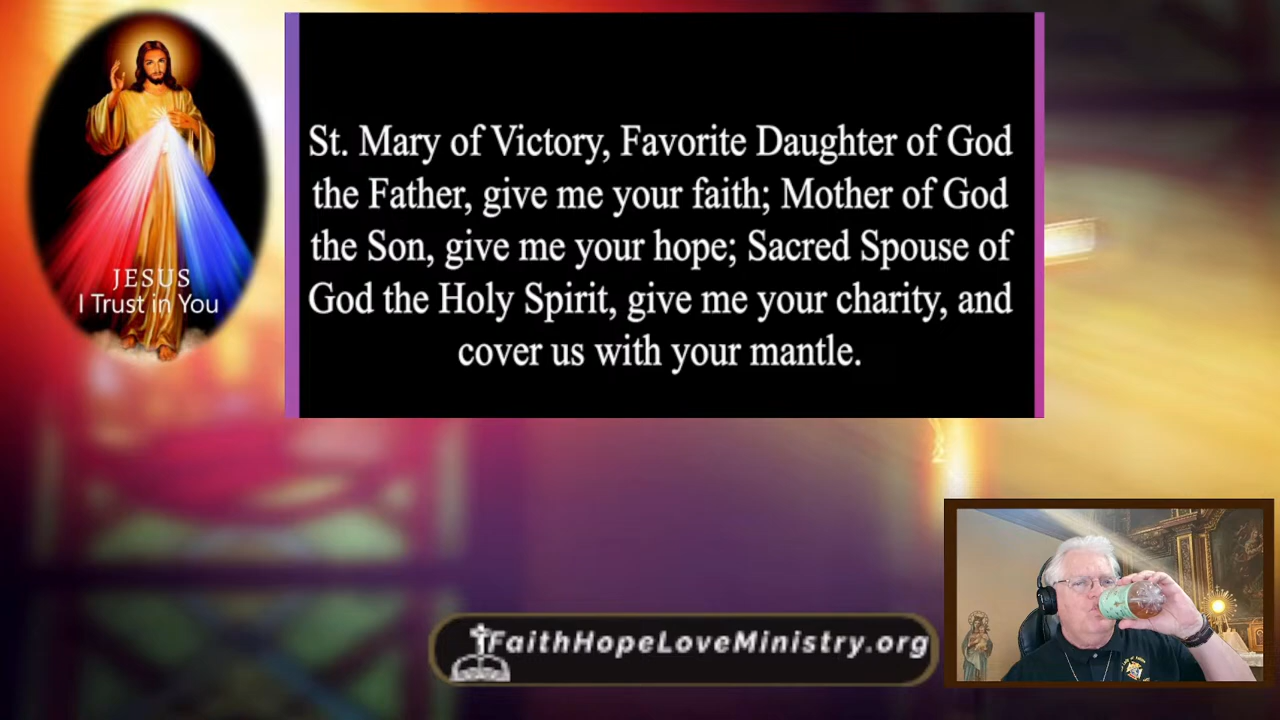 JESUS
I Trust in You
St. Mary of Victory, Favorite Daughter of God
the Father, give me your faith; Mother of God
the Son, give me your hope; Sacred Spouse of
God the Holy Spirit, give me your charity, and
cover us with your mantle.
FaithHopeLoveMinistry.org